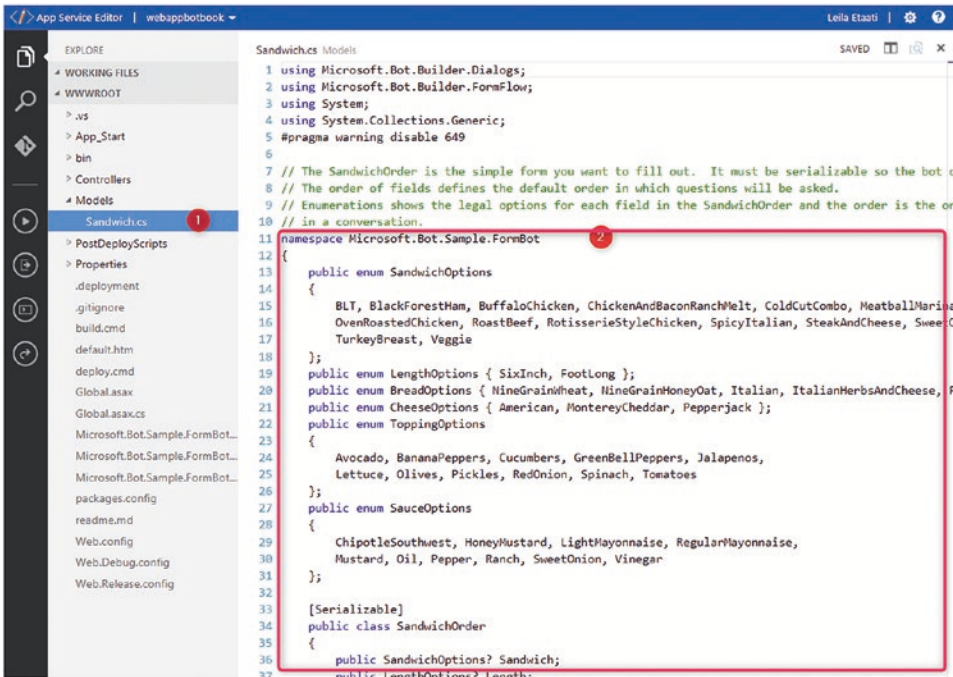 App Service Editor | webappbotbook
Leila Etaati
EXPLORE
WORKING FILES
WWWROOT
.vs
App_Start
bin
Controllers
Models
Sandwich.cs
1
PostDeployScripts
Properties
.deployment
.gitignore
build.cmd
default.htm
deploy.cmd
Global.asax
Global.asax.cs
Microsoft.Bot.Sample.FormBot...
Microsoft.Bot.Sample.FormBot...
Microsoft.Bot.Sample.FormBot...
packages.config
readme.md
Web.config
Web.Debug.config
Web.Release.config
Sandwich.cs Models
SAVED
1 using Microsoft.Bot.Builder.Dialogs;
2 using Microsoft.Bot.Builder.FormFlow;
3 using System;
4 using System.Collections.Generic;
5 #pragma warning disable 649
6
7 // The SandwichOrder is the simple form you want to fill out. It must be serializable so the bot
8 // The order of fields defines the default order in which questions will be asked.
9 // Enumerations shows the legal options for each field in the SandwichOrder and the order is the
10 // in a conversation.
11 namespace Microsoft.Bot.Sample.FormBot
2
12 {
13 public enum SandwichOptions
14 {
15 BLT, BlackForestHam, BuffaloChicken, ChickenAndBaconRanchMelt, ColdCutCombo, MeatballMarina
16 OvenRoastedChicken, RoastBeef, RotisserieStyleChicken, SpicyItalian, SteakAndCheese,
17 TurkeyBreast, Veggie
18 };
19 public enum LengthOptions { SixInch, FootLong };
20 public enum BreadOptions { NineGrainWheat, NineGrainHoneyOat, Italian, ItalianHerbsAndCheese,
21 public enum CheeseOptions { American, MontereyCheddar, Pepperjack };
22 public enum ToppingOptions
23 {
24 Avocado, BananaPeppers, Cucumbers, GreenBellPeppers, Jalapenos,
25 Lettuce, Olives, Pickles, RedOnion, Spinach, Tomatoes
26 };
27 public enum SauceOptions
28 {
29 ChipotleSouthwest, HoneyMustard, LightMayonnaise, RegularMayonnaise,
30 Mustard, Oil, Pepper, Ranch, SweetOnion, Vinegar
31 };
32
33 [Serializable]
34 public class SandwichOrder
35 {
36 public SandwichOptions? Sandwich;
37 public LengthOptions? Length;